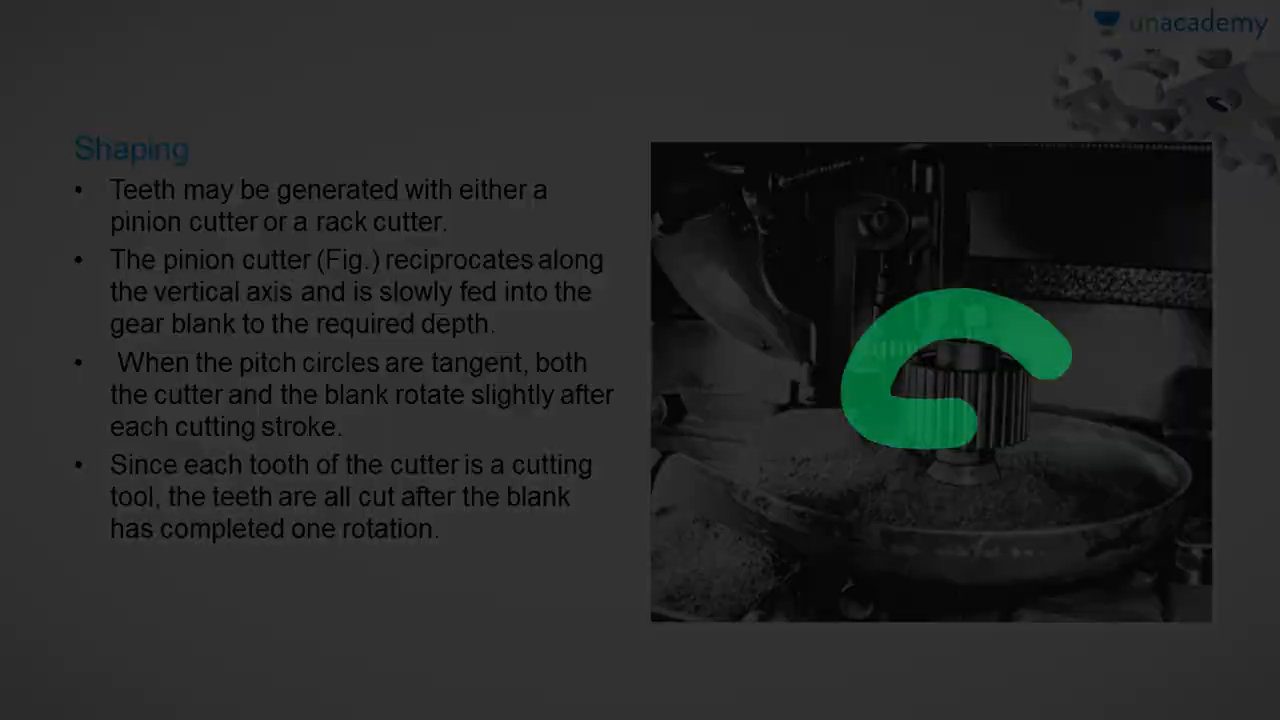 unacademy
Shaping
• Teeth may be generated with either a
pinion cutter or a rack cutter.
• The pinion cutter (Fig.) reciprocates along
the vertical axis and is slowly fed into the
gear blank to the required depth.
• When the pitch circles are tangent, both
the cutter and the blank rotate slightly after
each cutting stroke.
• Since each tooth of the cutter is a cutting
tool, the teeth are all cut after the blank
has completed one rotation.